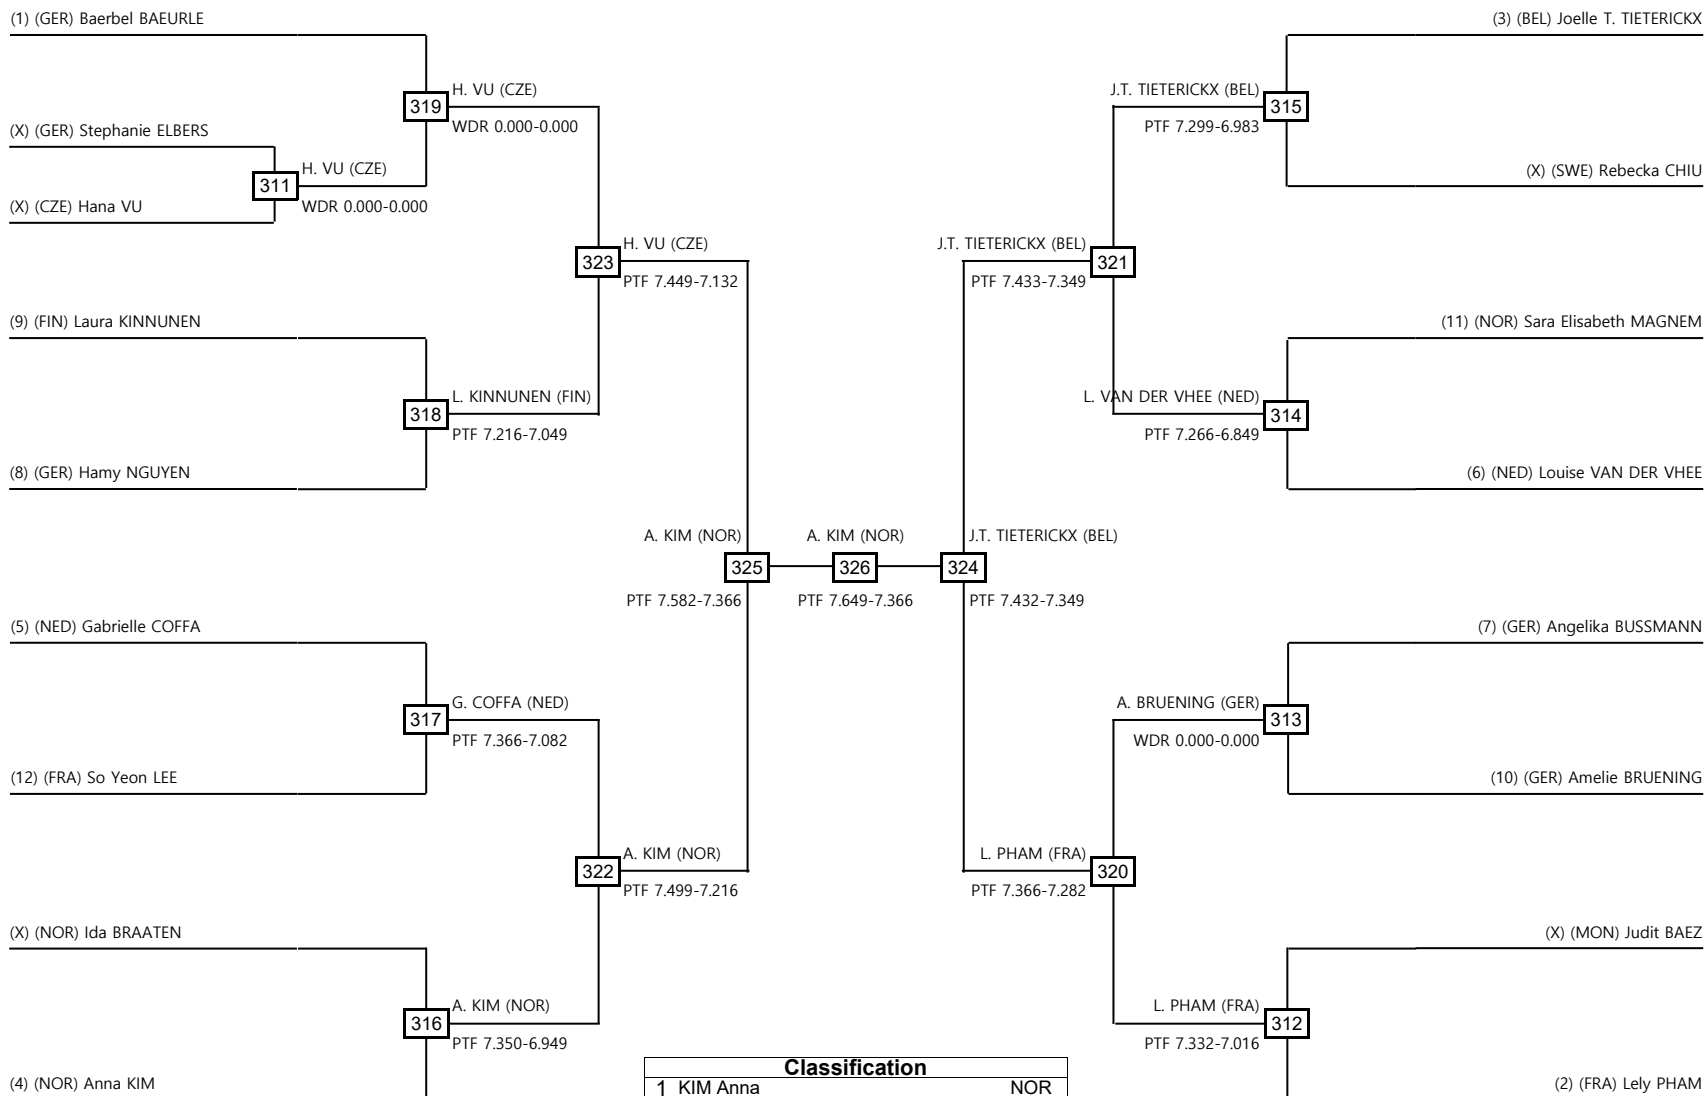 (1) (GER) Baerbel BAEURLE
(3) (BEL) Joelle T. TIETERICKX
H. VU (CZE)
J.T. TIETERICKX (BEL)
319
315
WDR 0.000-0.000
PTF 7.299-6.983
(X) (GER) Stephanie ELBERS
H. VU (CZE)
(X) (SWE) Rebecka CHIU
311
(X) (CZE) Hana VU
WDR 0.000-0.000
H. VU (CZE)
J.T. TIETERICKX (BEL)
323
321
PTF 7.449-7.132
PTF 7.433-7.349
(9) (FIN) Laura KINNUNEN
(11) (NOR) Sara Elisabeth MAGNEM
L. KINNUNEN (FIN)
L. VAN DER VHEE (NED)
318
314
PTF 7.216-7.049
PTF 7.266-6.849
(8) (GER) Hamy NGUYEN
(6) (NED) Louise VAN DER VHEE
A. KIM (NOR)
A. KIM (NOR)
J.T. TIETERICKX (BEL)
325
326
324
PTF 7.582-7.366
PTF 7.649-7.366
PTF 7.432-7.349
(5) (NED) Gabrielle COFFA
(7) (GER) Angelika BUSSMANN
G. COFFA (NED)
A. BRUENING (GER)
317
313
PTF 7.366-7.082
WDR 0.000-0.000
(12) (FRA) So Yeon LEE
(10) (GER) Amelie BRUENING
A. KIM (NOR)
L. PHAM (FRA)
322
320
PTF 7.499-7.216
PTF 7.366-7.282
(X) (NOR) Ida BRAATEN
(X) (MON) Judit BAEZ
A. KIM (NOR)
L. PHAM (FRA)
316
312
PTF 7.350-6.949
PTF 7.332-7.016
Classification
1 KIM Anna NOR
(4) (NOR) Anna KIM
(2) (FRA) Lely PHAM